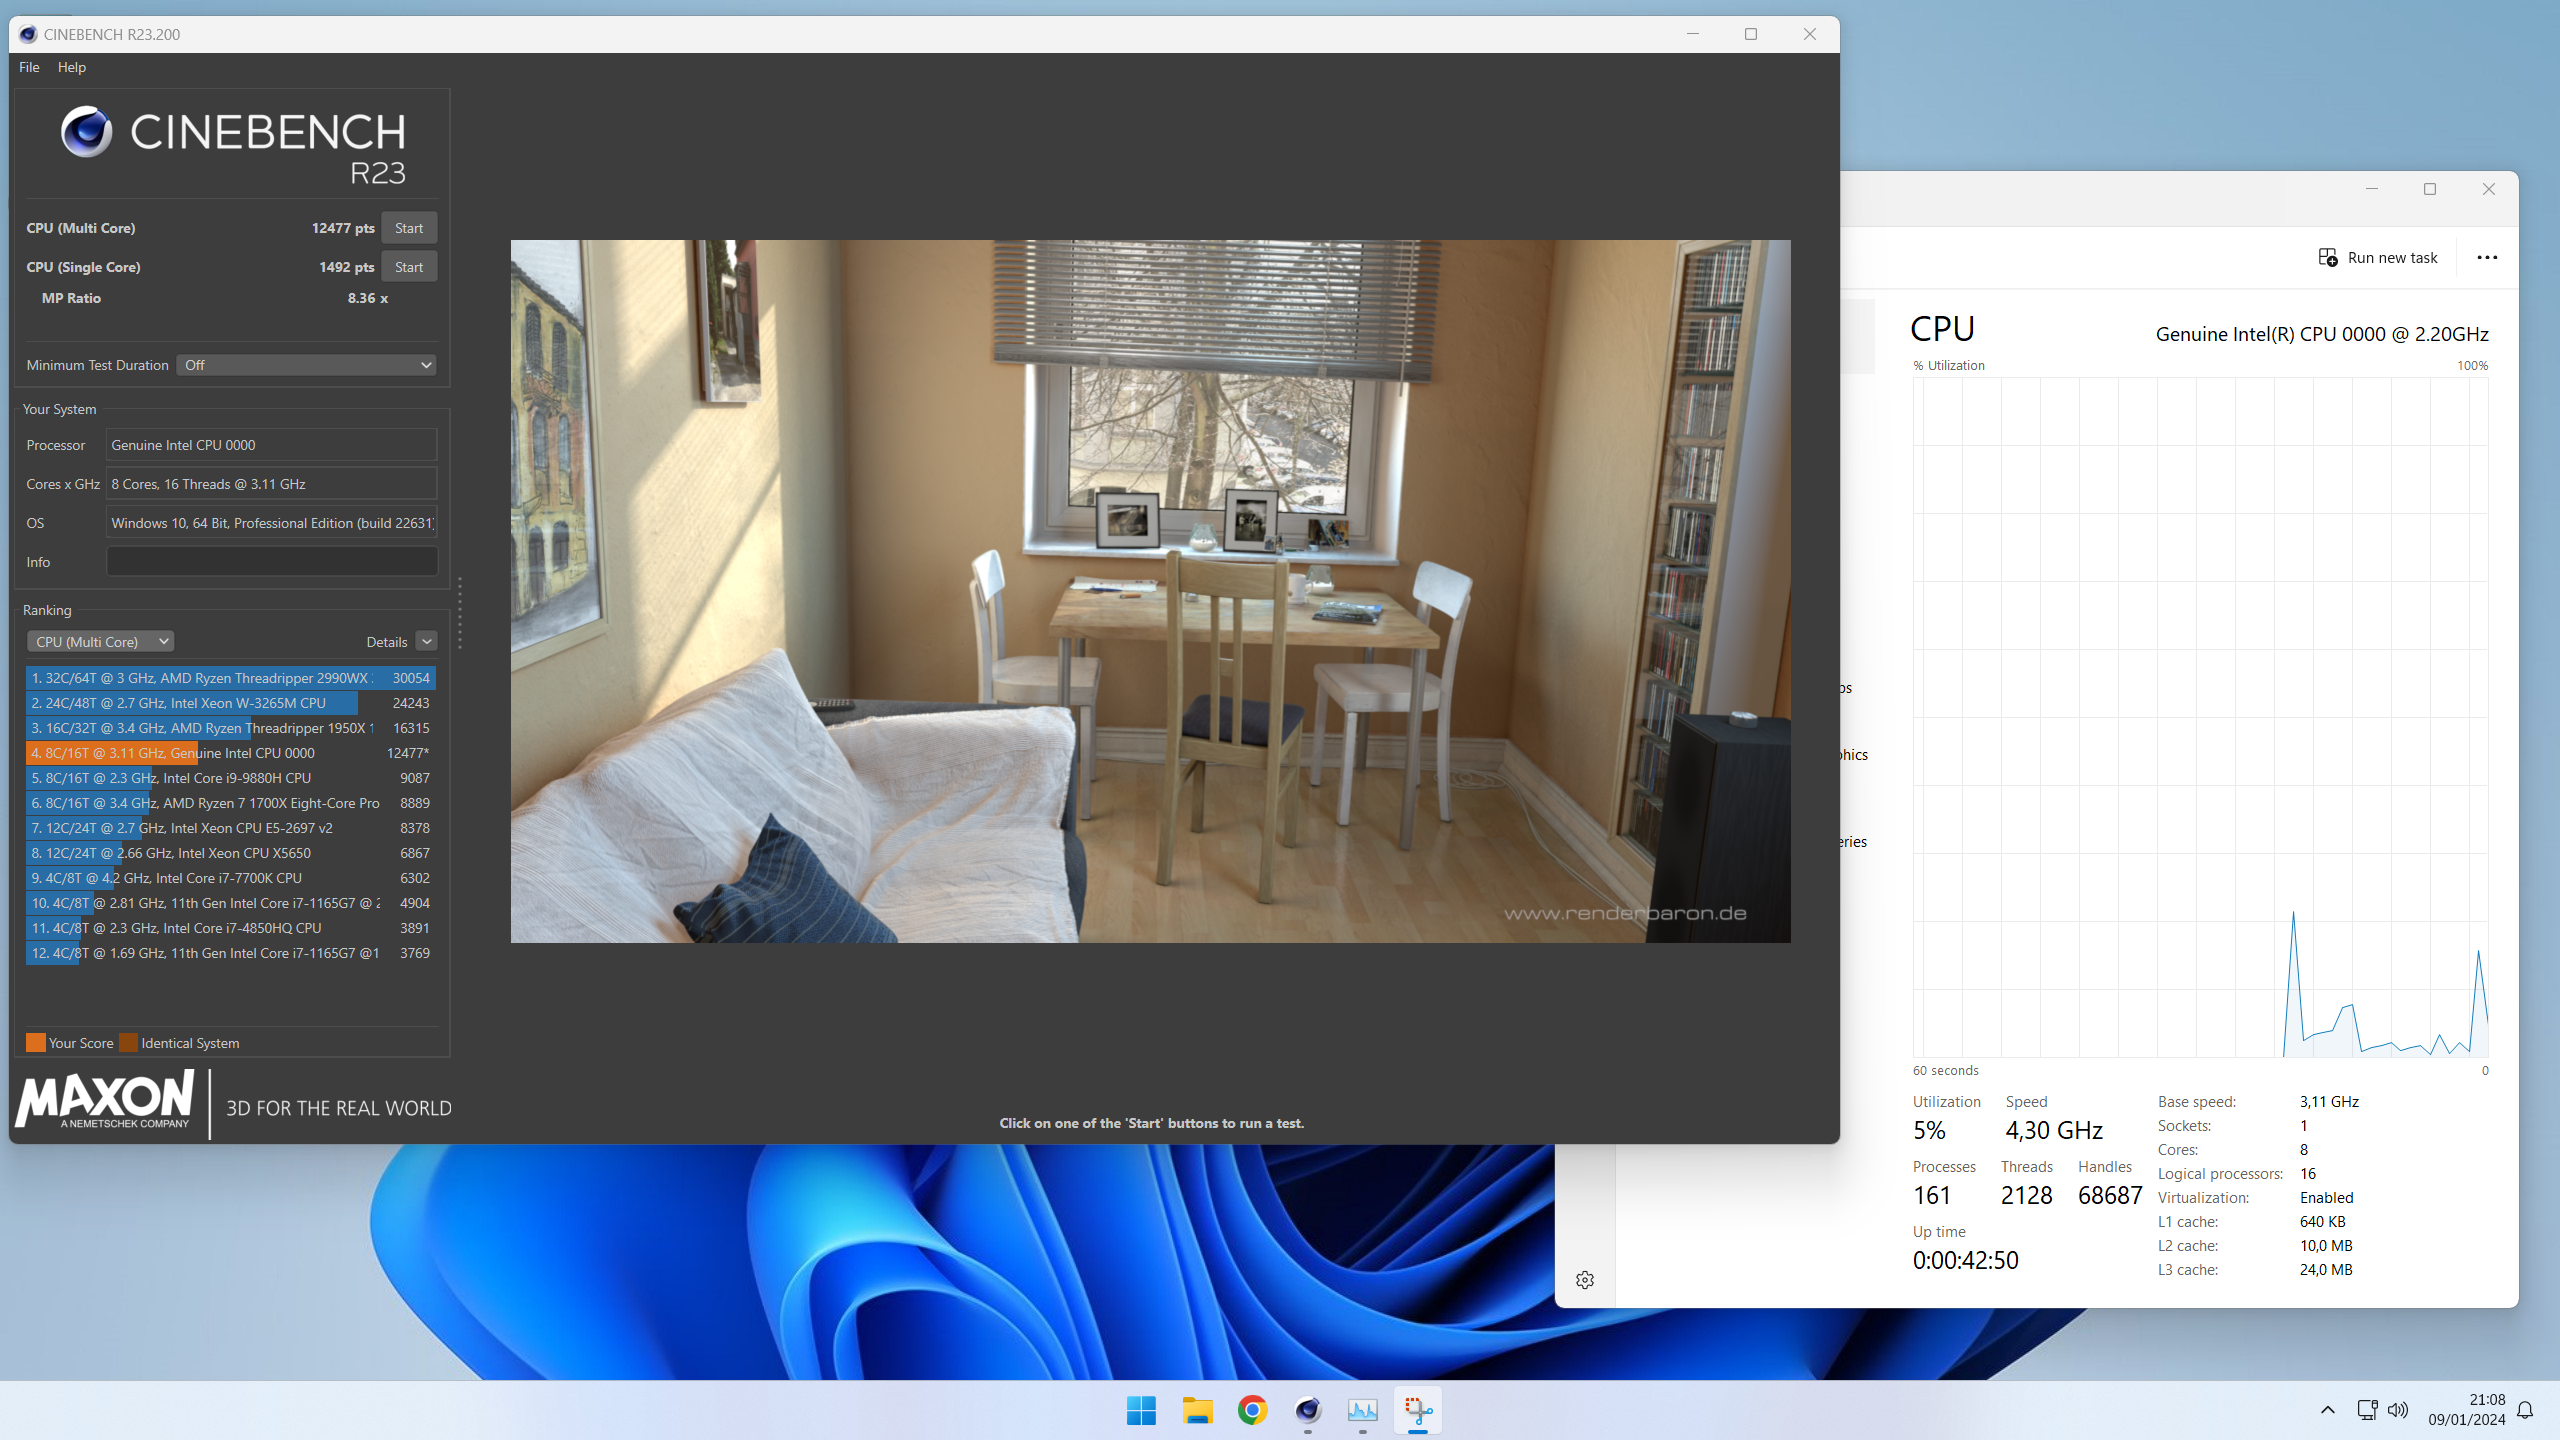 CINEBENCH R23.200
File Help
CINEBENCH
R23
CPU (Multi Core) 12477 pts Start
CPU (Single Core) 1492 pts Start
MP Ratio 8.36 x
Minimum Test Duration Off
Your System
Processor Genuine Intel CPU 0000
Cores x GHz 8 Cores, 16 Threads @ 3.11 GHz
OS Windows 10, 64 Bit, Professional Edition (build 22631)
Info
Ranking
CPU (Multi Core) Details
1. 32C/64T @ 3 GHz, AMD Ryzen Threadripper 2990WX 30054
2. 24C/48T @ 2.7 GHz, Intel Xeon W-3265M CPU 24243
3. 16C/32T @ 3.4 GHz, AMD Ryzen Threadripper 1950X 1 16315
4. 8C/16T @ 3.11 GHz, Genuine Intel CPU 0000 12477*
5. 8C/16T @ 2.3 GHz, Intel Core i9-9880H CPU 9087
6. 8C/16T @ 3.4 GHz, AMD Ryzen 7 1700X Eight-Core Pro 8889
7. 12C/24T @ 2.7 GHz, Intel Xeon CPU E5-2697 v2 8378
8. 12C/24T @ 2.66 GHz, Intel Xeon CPU X5650 6867
9. 4C/8T @ 4.2 GHz, Intel Core i7-7700K CPU 6302
10. 4C/8T @ 2.81 GHz, 11th Gen Intel Core i7-1165G7 @ 2 4904
11. 4C/8T @ 2.3 GHz, Intel Core i7-4850HQ CPU 3891
12. 4C/8T @ 1.69 GHz, 11th Gen Intel Core i7-1165G7 @1 3769
Your Score Identical System
MAXON
A NEMETSCHEK COMPANY
3D FOR THE REAL WORLD
www.renderbaron.de
Click on one of the 'Start' buttons to run a test.
Run new task
os
phics
eries
CPU Genuine Intel(R) CPU 0000 @ 2.20GHz
% Utilization 100%
60 seconds 0
Utilization Speed
5% 4,30 GHz
Processes Threads Handles
161 2128 68687
Up time
0:00:42:50
Base speed: 3,11 GHz
Sockets: 1
Cores: 8
Logical processors: 16
Virtualization: Enabled
L1 cache: 640 KB
L2 cache: 10,0 MB
L3 cache: 24,0 MB
21:08
09/01/2024